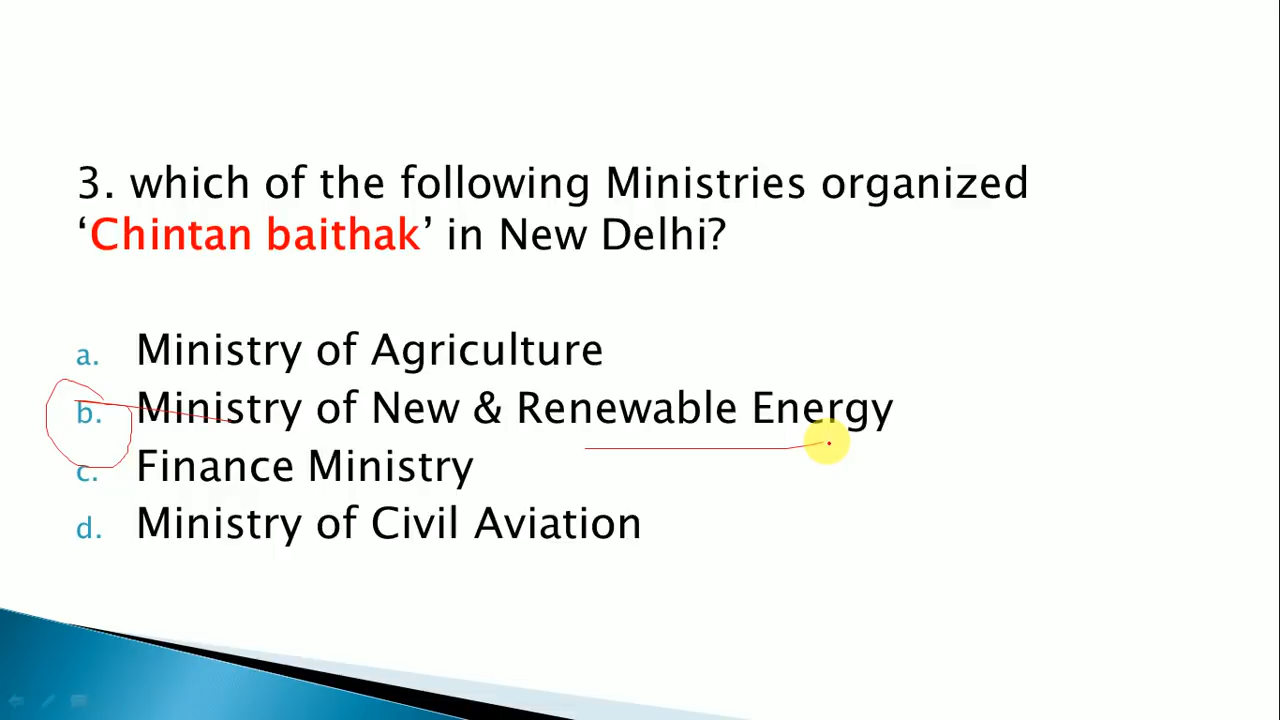 3. which of the following Ministries organized
‘Chintan baithak’ in New Delhi?
a. Ministry of Agriculture
b. Ministry of New & Renewable Energy
c. Finance Ministry
d. Ministry of Civil Aviation